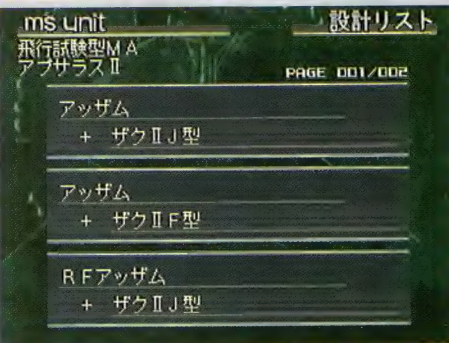 ms unit
設計リスト
飛行試験型MA
アプサラスⅡ
PAGE 001/002
アッザム
+ ザクⅡJ型
アッザム
+ ザクⅡF型
RFアッザム
+ ザクⅡJ型